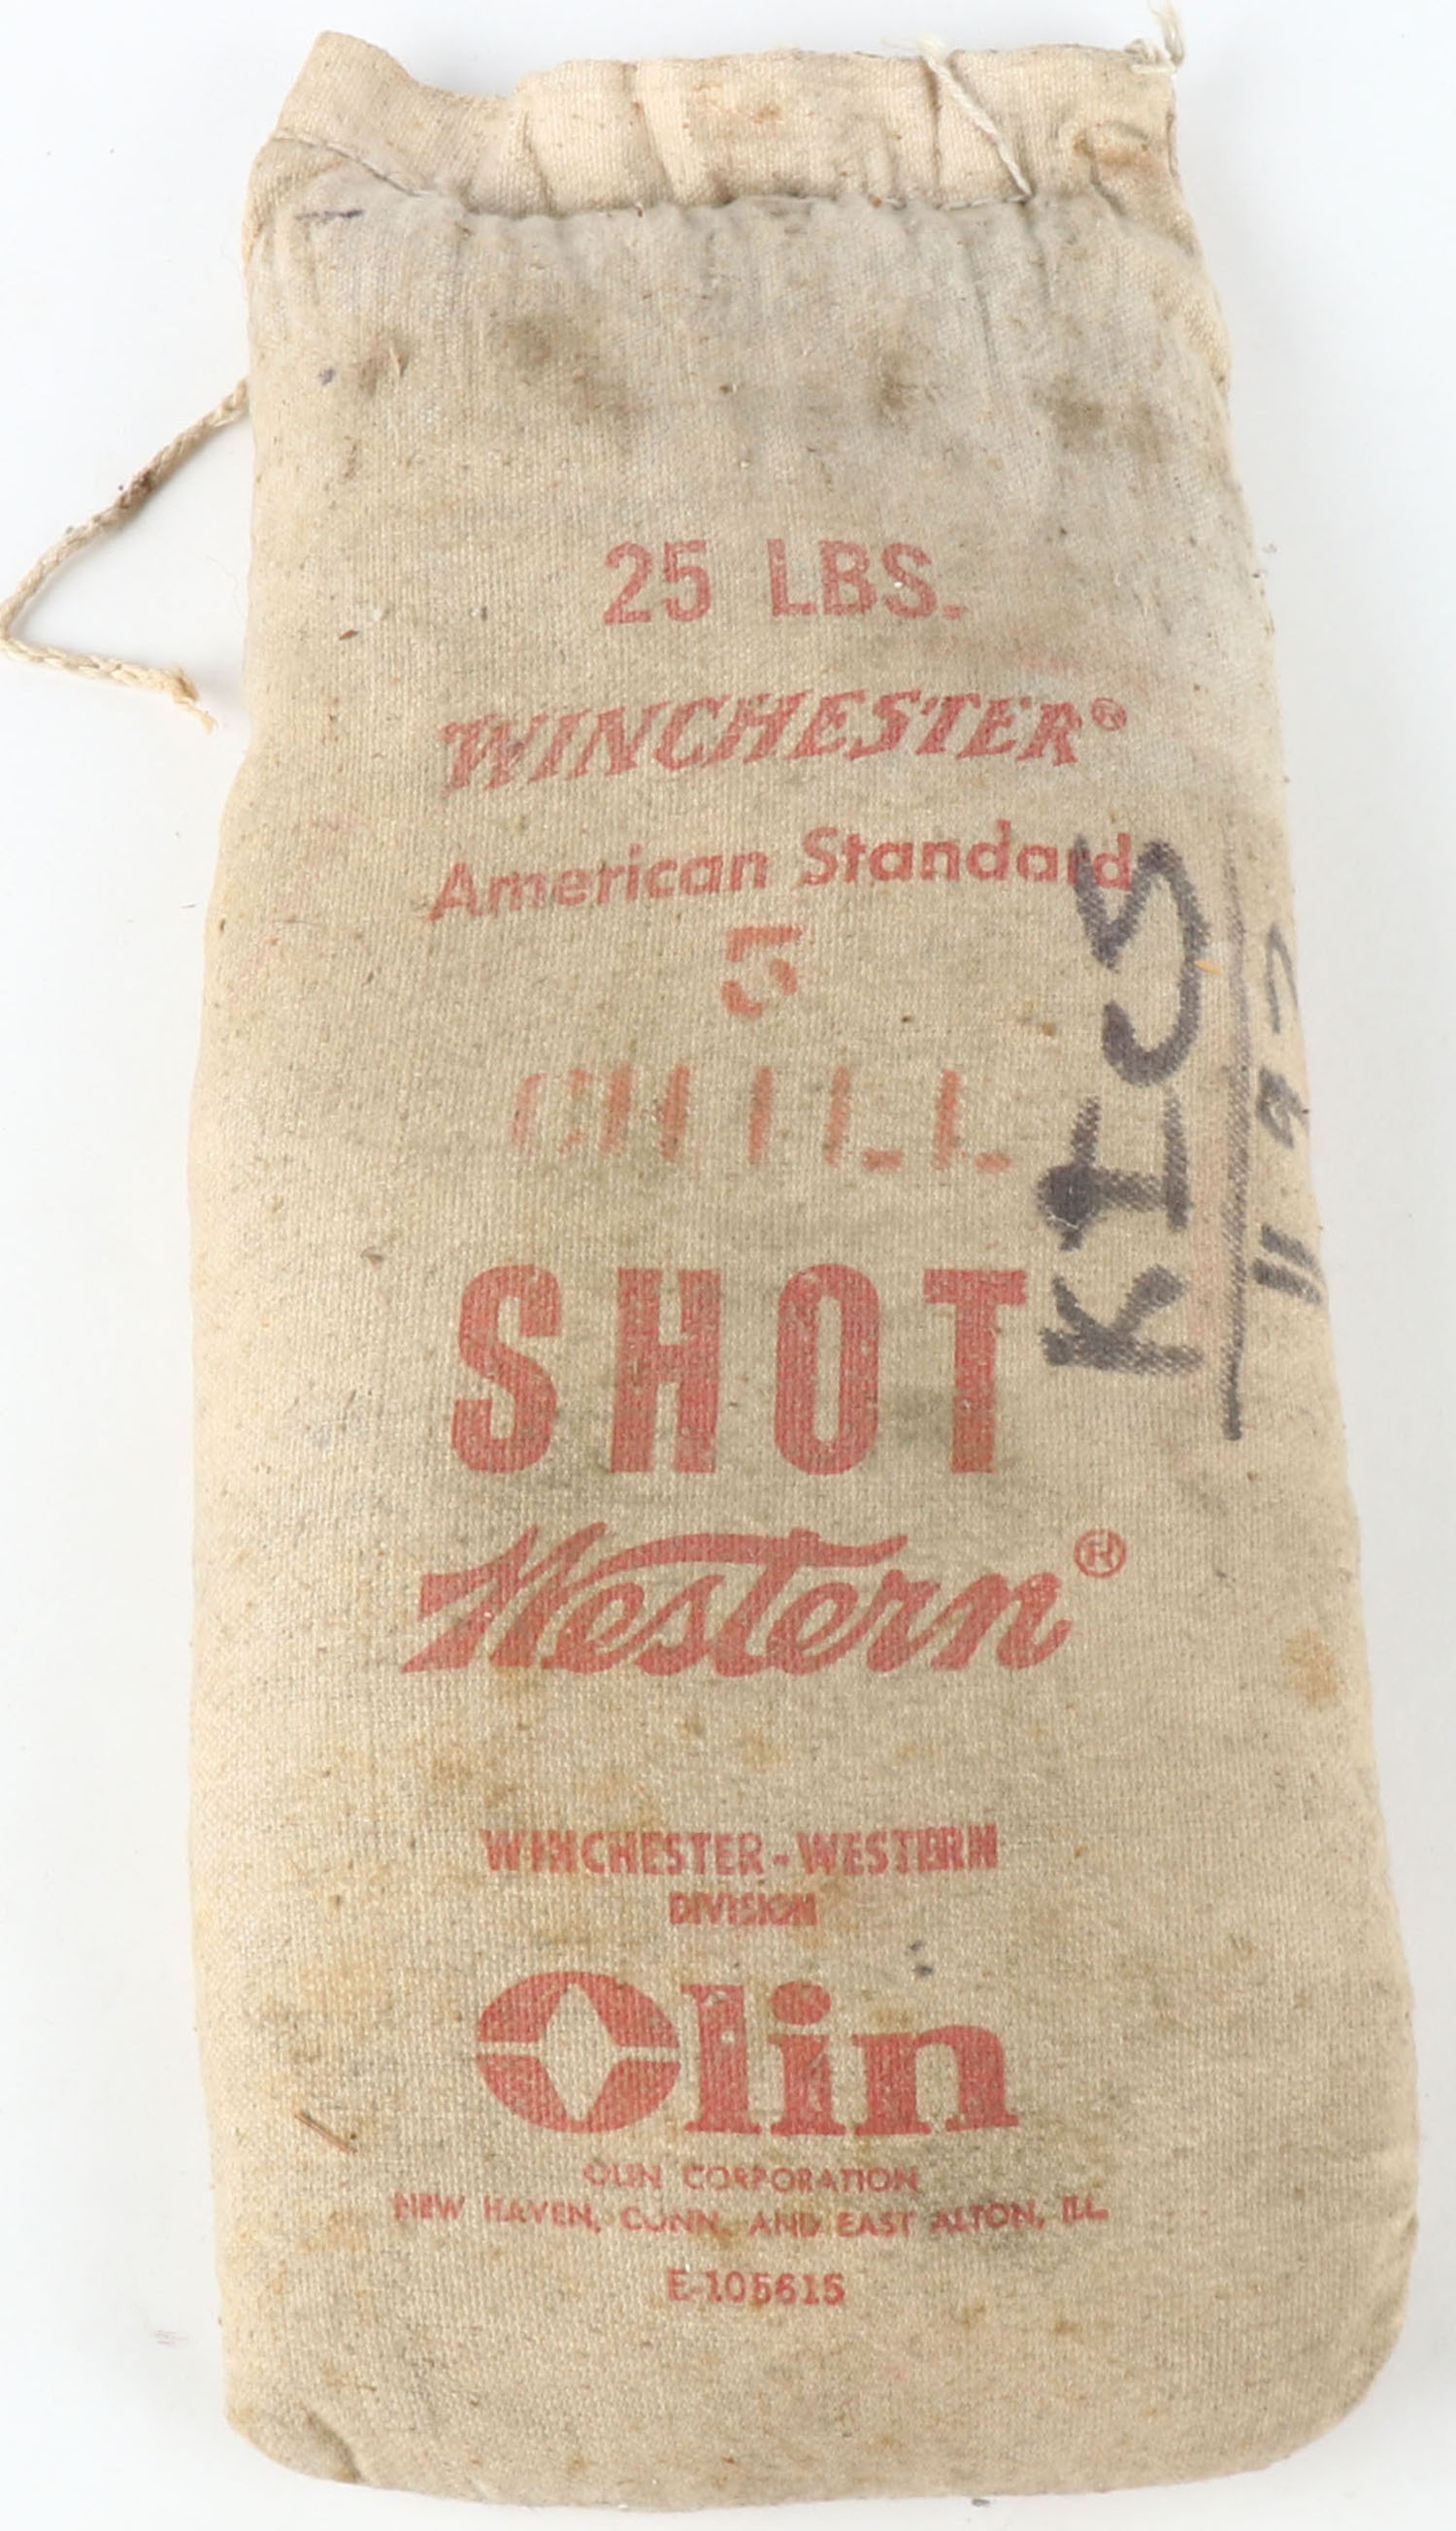 25 LBS.
WINCHESTER®
American Standard
5
CHILL
SHOT
Western®
WINCHESTER-WESTERN
DIVISION
Olin
OLIN CORPORATION
NEW HAVEN, CONN. AND EAST ALTON, ILL.
E-105615
KICS